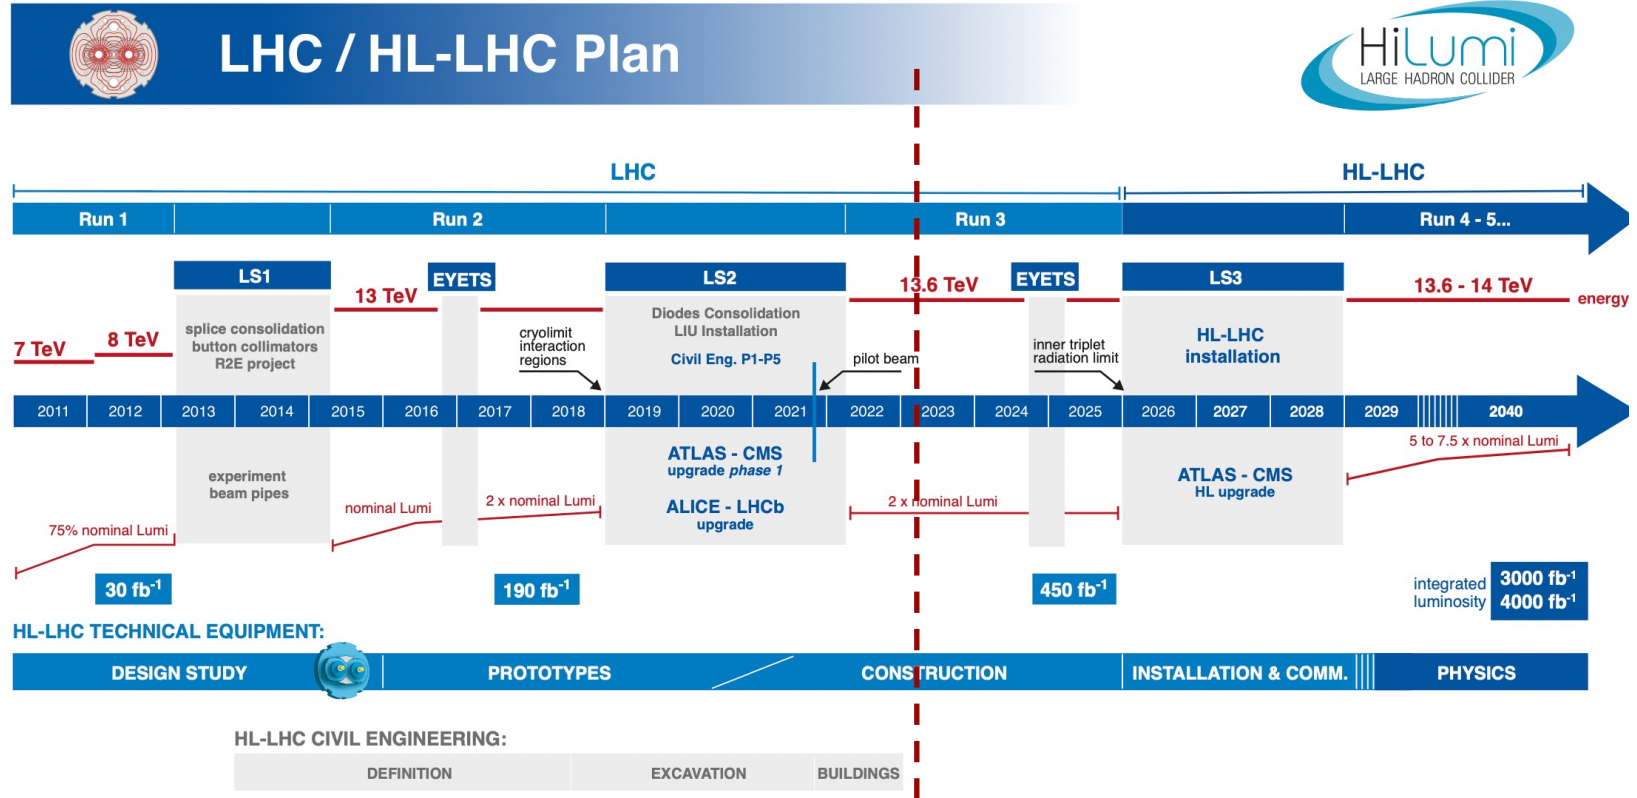 LHC / HL-LHC Plan
HiLumi
LARGE HADRON COLLIDER
LHC
HL-LHC
Run 1
Run 2
Run 3
Run 4 - 5...
LS1
EYETS
LS2
EYETS
LS3
13 TeV
13.6 TeV
13.6 - 14 TeV
energy
7 TeV
8 TeV
splice consolidation
button collimators
R2E project
cryolimit
interaction
regions
Diodes Consolidation
LIU Installation
Civil Eng. P1-P5
pilot beam
inner triplet
radiation limit
HL-LHC
installation
2011 2012 2013 2014 2015 2016 2017 2018 2019 2020 2021 2022 2023 2024 2025 2026 2027 2028 2029 2040
experiment
beam pipes
ATLAS - CMS
upgrade phase 1
ALICE - LHCb
upgrade
ATLAS - CMS
HL upgrade
5 to 7.5 x nominal Lumi
75% nominal Lumi
nominal Lumi
2 x nominal Lumi
2 x nominal Lumi
30 fb⁻¹
190 fb⁻¹
450 fb⁻¹
integrated
luminosity
3000 fb⁻¹
4000 fb⁻¹
HL-LHC TECHNICAL EQUIPMENT:
DESIGN STUDY
PROTOTYPES
CONSTRUCTION
INSTALLATION & COMM.
PHYSICS
HL-LHC CIVIL ENGINEERING:
DEFINITION
EXCAVATION
BUILDINGS